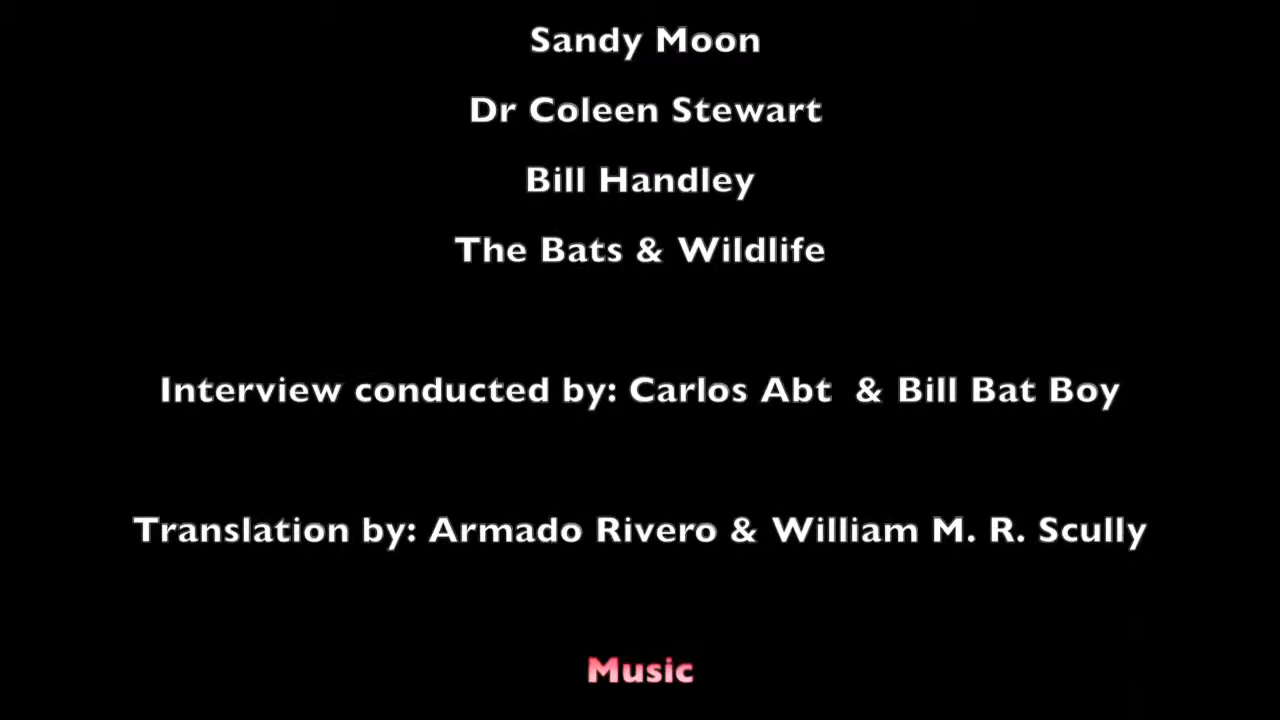 Sandy Moon
Dr Coleen Stewart
Bill Handley
The Bats & Wildlife
Interview conducted by: Carlos Abt & Bill Bat Boy
Translation by: Armado Rivero & William M. R. Scully
Music